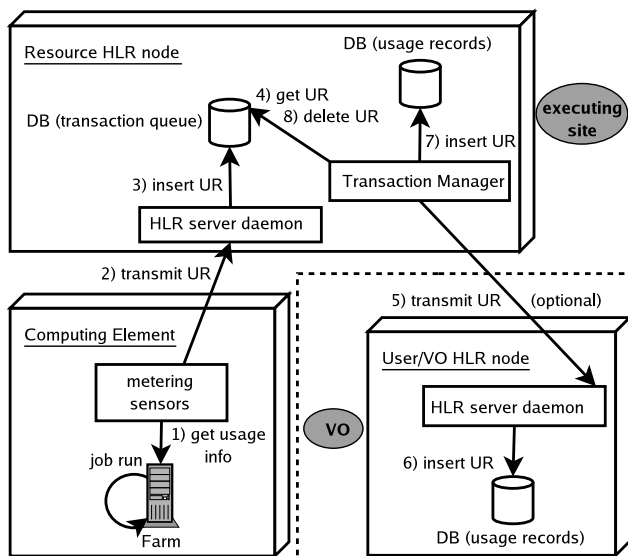 Resource HLR node
DB (usage records)
4) get UR
8) delete UR
executing
site
DB (transaction queue)
7) insert UR
3) insert UR
Transaction Manager
HLR server daemon
2) transmit UR
5) transmit UR
(optional)
Computing Element
User/VO HLR node
metering
sensors
HLR server daemon
VO
1) get usage
info
job run
6) insert UR
Farm
DB (usage records)